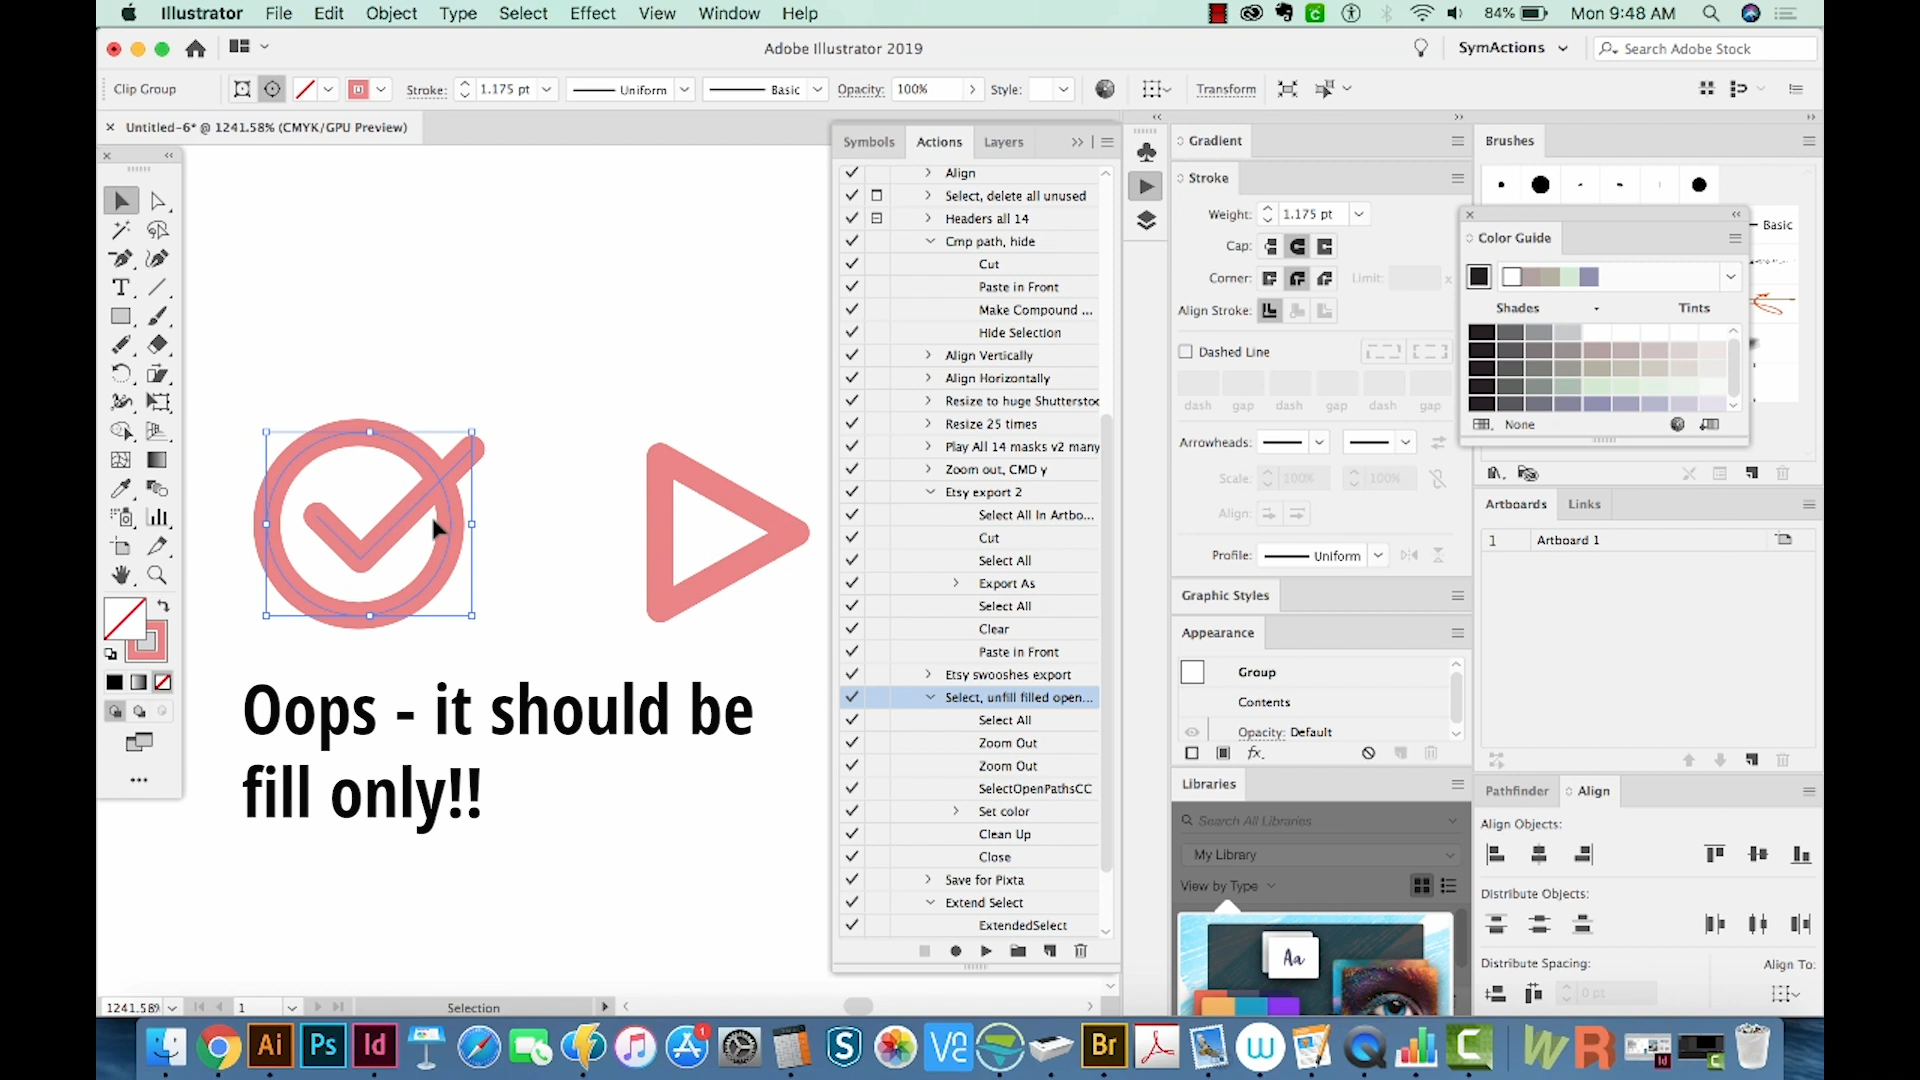 Illustrator File Edit Object Type Select Effect View Window Help
84% Mon 9:48 AM
Adobe Illustrator 2019
SymActions
Search Adobe Stock
Clip Group
Stroke: 1.175 pt Uniform Basic Opacity: 100% Style: Transform
Untitled-6* @ 1241.58% (CMYK/GPU Preview)
Symbols Actions Layers
Align
Select, delete all unused
Headers all 14
Cmp path, hide
Cut
Paste in Front
Make Compound ...
Hide Selection
Align Vertically
Align Horizontally
Resize to huge Shuttersto
Resize 25 times
Play All 14 masks v2 many
Zoom out, CMD y
Etsy export 2
Select All In Artbo...
Cut
Select All
Export As
Select All
Clear
Paste in Front
Etsy swooshes export
Select, unfill filled open...
Select All
Zoom Out
Zoom Out
SelectOpenPathsCC
Set color
Clean Up
Close
Save for Pixta
Extend Select
ExtendedSelect
Oops - it should be
fill only!!
1241.58% 1 Selection
Gradient
Stroke
Weight: 1.175 pt
Cap:
Corner: Limit: x
Align Stroke:
Dashed Line
dash gap dash gap dash gap
Arrowheads:
Scale: 100% 100%
Align:
Profile: Uniform
Graphic Styles
Appearance
Group
Contents
Opacity: Default
fx.
Libraries
Search All Libraries
My Library
View by Type
Aa
Brushes
Basic
Color Guide
Shades Tints
None
Artboards Links
1 Artboard 1
Pathfinder Align
Align Objects:
Distribute Objects:
Distribute Spacing: Align To:
0 pt
Ai Ps Id 1 S Br W